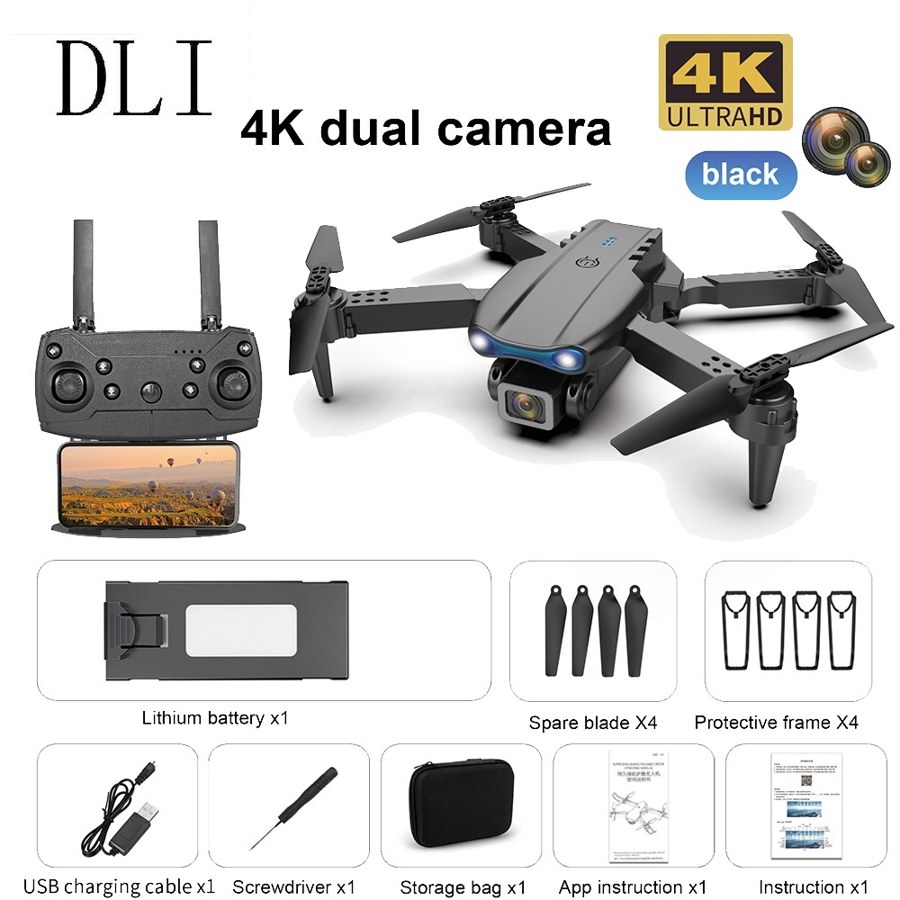 DLI
4K dual camera
4K
ULTRAHD
black
Lithium battery x1
Spare blade X4
Protective frame X4
USB charging cable x1
Screwdriver x1
Storage bag x1
App instruction x1
Instruction x1